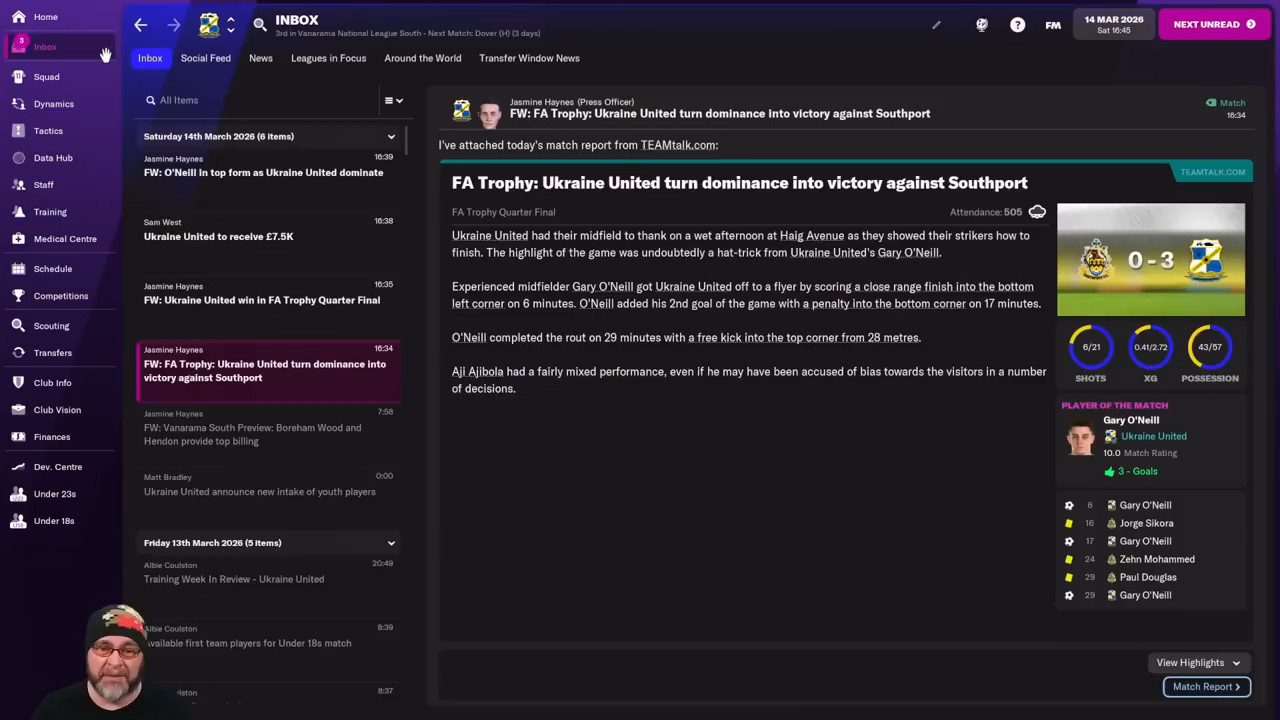 Home
3
Inbox
Squad
Dynamics
Tactics
Data Hub
Staff
Training
Medical Centre
Schedule
Competitions
Scouting
Transfers
Club Info
Club Vision
Finances
Dev. Centre
Under 23s
Under 18s
INBOX
3rd in Vanarama National League South - Next Match: Dover (H) (3 days)
?
FM
14 MAR 2026
Sat 16:45
NEXT UNREAD
Inbox
Social Feed
News
Leagues in Focus
Around the World
Transfer Window News
All Items
Saturday 14th March 2026 (6 items)
Jasmine Haynes 16:39
FW: O'Neill in top form as Ukraine United dominate
Sam West 16:38
Ukraine United to receive £7.5K
Jasmine Haynes 16:35
FW: Ukraine United win in FA Trophy Quarter Final
Jasmine Haynes 16:34
FW: FA Trophy: Ukraine United turn dominance into
victory against Southport
Jasmine Haynes 7:58
FW: Vanarama South Preview: Boreham Wood and
Hendon provide top billing
Matt Bradley 0:00
Ukraine United announce new intake of youth players
Friday 13th March 2026 (5 items)
Albie Coulston 20:49
Training Week In Review - Ukraine United
Albie Coulston 8:39
Available first team players for Under 18s match
Coulston 8:37
Jasmine Haynes (Press Officer)
FW: FA Trophy: Ukraine United turn dominance into victory against Southport
Match
16:34
I've attached today's match report from TEAMtalk.com:
TEAMTALK.COM
FA Trophy: Ukraine United turn dominance into victory against Southport
FA Trophy Quarter Final
Attendance: 505
Ukraine United had their midfield to thank on a wet afternoon at Haig Avenue as they showed their strikers how to
finish. The highlight of the game was undoubtedly a hat-trick from Ukraine United's Gary O'Neill.
Experienced midfielder Gary O'Neill got Ukraine United off to a flyer by scoring a close range finish into the bottom
left corner on 6 minutes. O'Neill added his 2nd goal of the game with a penalty into the bottom corner on 17 minutes.
O'Neill completed the rout on 29 minutes with a free kick into the top corner from 28 metres.
Aji Ajibola had a fairly mixed performance, even if he may have been accused of bias towards the visitors in a number
of decisions.
0 - 3
6/21
0.41/2.72
43/57
SHOTS
XG
POSSESSION
PLAYER OF THE MATCH
Gary O'Neill
Ukraine United
10.0 Match Rating
3 - Goals
6 Gary O'Neill
16 Jorge Sikora
17 Gary O'Neill
24 Zehn Mohammed
29 Paul Douglas
29 Gary O'Neill
View Highlights
Match Report